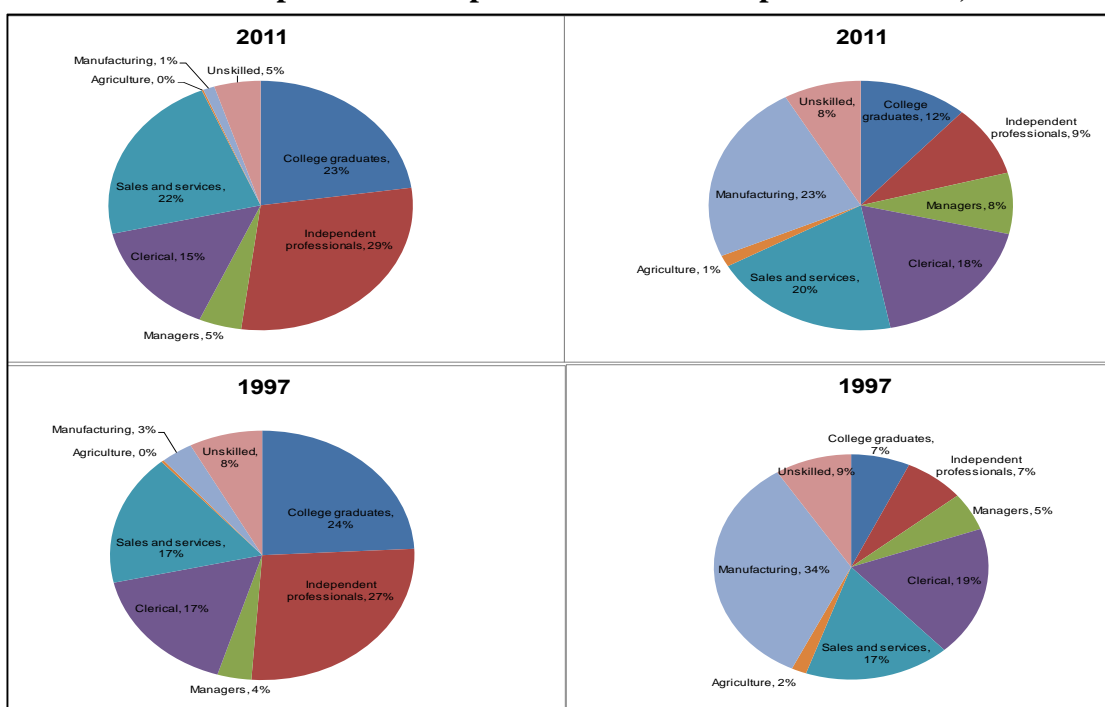 2011
Manufacturing, 1%
Agriculture, 0%
Unskilled, 5%
College graduates,
23%
Independent
professionals, 29%
Managers, 5%
Clerical, 15%
Sales and services,
22%
2011
Unskilled,
8%
College
graduates, 12%
Independent
professionals, 9%
Managers, 8%
Clerical, 18%
Sales and services,
20%
Agriculture, 1%
Manufacturing, 23%
1997
Manufacturing, 3%
Agriculture, 0%
Unskilled,
8%
College graduates,
24%
Independent
professionals, 27%
Managers, 4%
Clerical, 17%
Sales and services,
17%
1997
College graduates,
7%
Unskilled, 9%
Independent
professionals, 7%
Managers, 5%
Clerical, 19%
Sales and services,
17%
Agriculture, 2%
Manufacturing, 34%